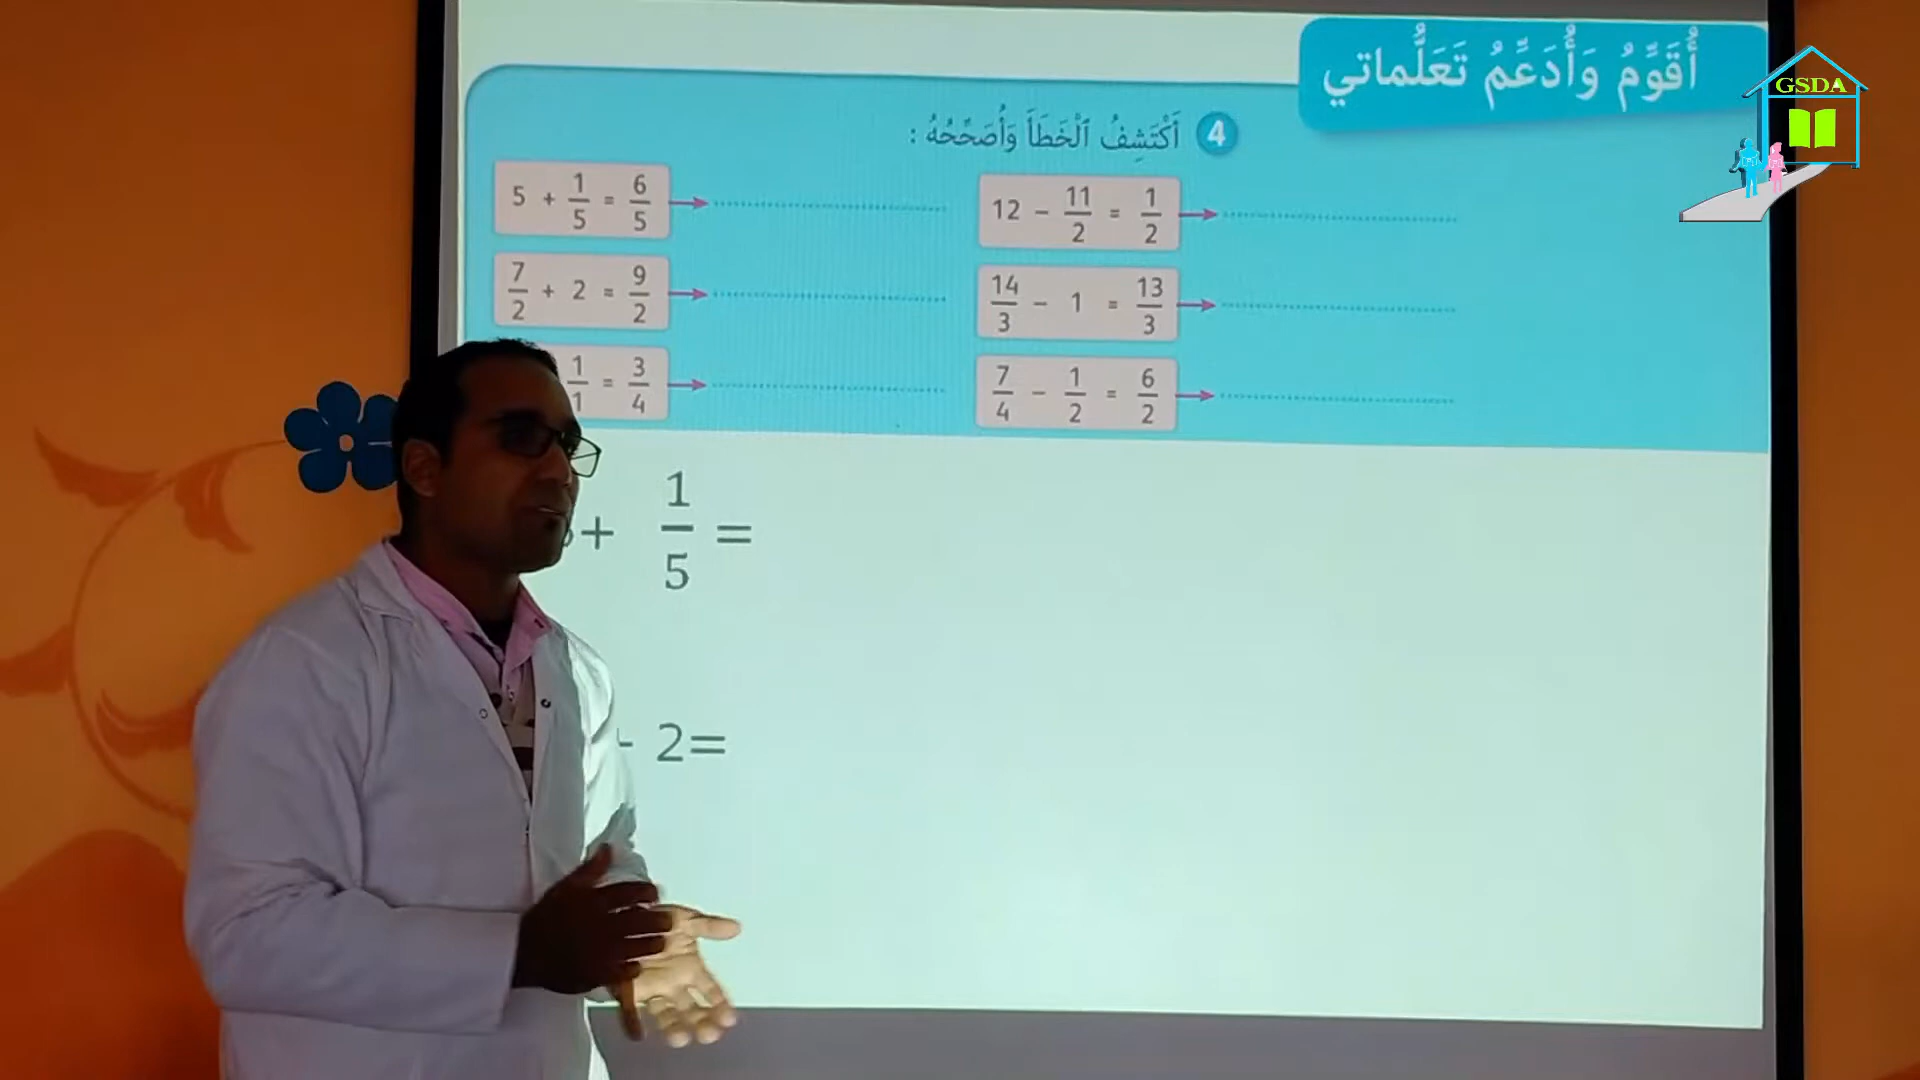 أُقَوِّمُ وَأُدَعِّمُ تَعَلُّماتي
GSDA
4 أَكْتَشِفُ ٱلْخَطَأَ وَأُصَحِّحُهُ :
5 + 1/5 = 6/5
12 - 11/2 = 1/2
7/2 + 2 = 9/2
14/3 - 1 = 13/3
1/1 = 3/4
7/4 - 1/2 = 6/2
+ 1/5 =
2=